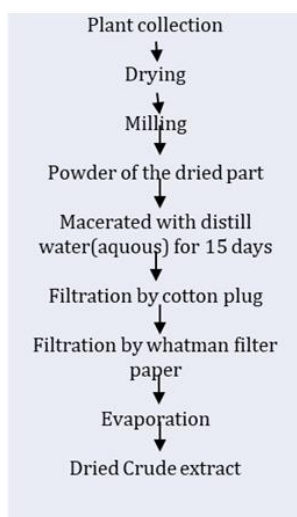 Plant collection
Drying
Milling
Powder of the dried part
Macerated with distill
water(aquous) for 15 days
Filtration by cotton plug
Filtration by whatman filter
paper
Evaporation
Dried Crude extract